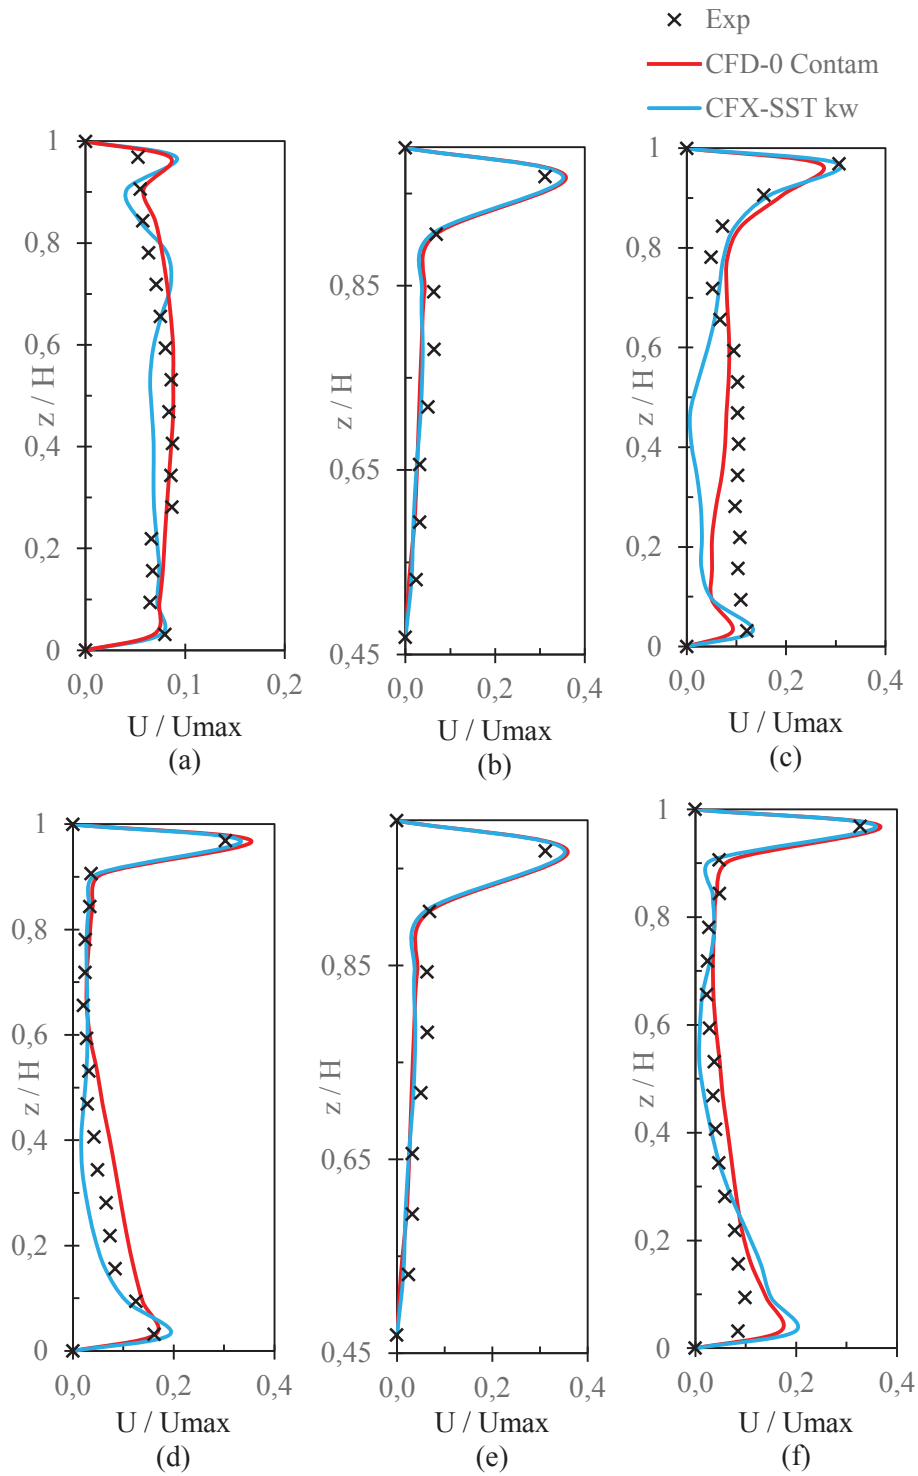 Exp
CFD-0 Contam
CFX-SST kw
1
0,8
0,6
0,4
0,2
0
z / H
0,0 0,1 0,2
U / Umax
(a)
0,85
0,65
0,45
z / H
0,0 0,2 0,4
U / Umax
(b)
1
0,8
0,6
0,4
0,2
0
z / H
0,0 0,2 0,4
U / Umax
(c)
1
0,8
0,6
0,4
0,2
0
z / H
0,0 0,2 0,4
U / Umax
(d)
0,85
0,65
0,45
z / H
0,0 0,2 0,4
U / Umax
(e)
1
0,8
0,6
0,4
0,2
0
z / H
0,0 0,2 0,4
U / Umax
(f)